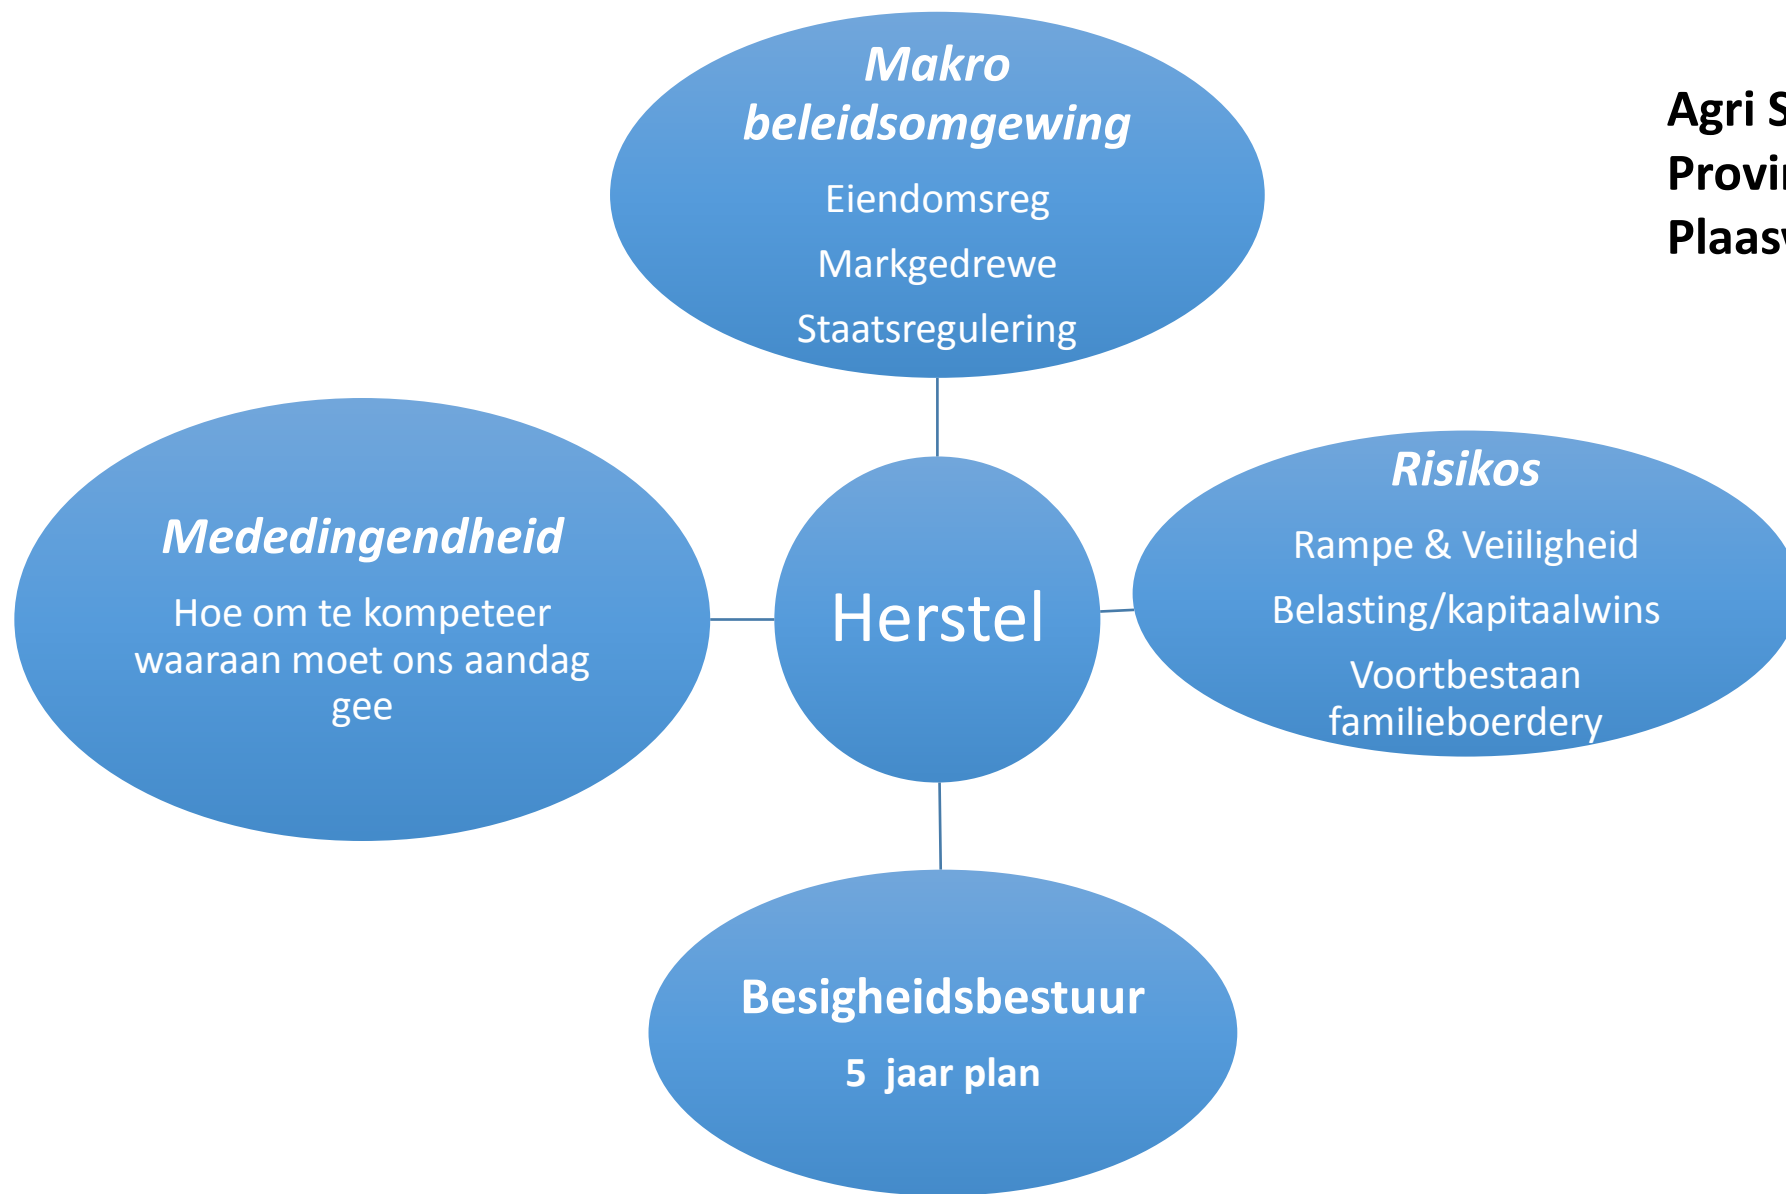 Makro
beleidsomgewing
Eiendomsreg
Markgedrewe
Staatsregulering
Agri
Mededingendheid
Hoe om te kompeteer
waaraan moet ons aandag
gee
Herstel
Risikos
Rampe & Veiiligheid
Belasting/kapitaalwins
Voortbestaan
familieboerdery
Besigheidsbestuur
5 jaar plan